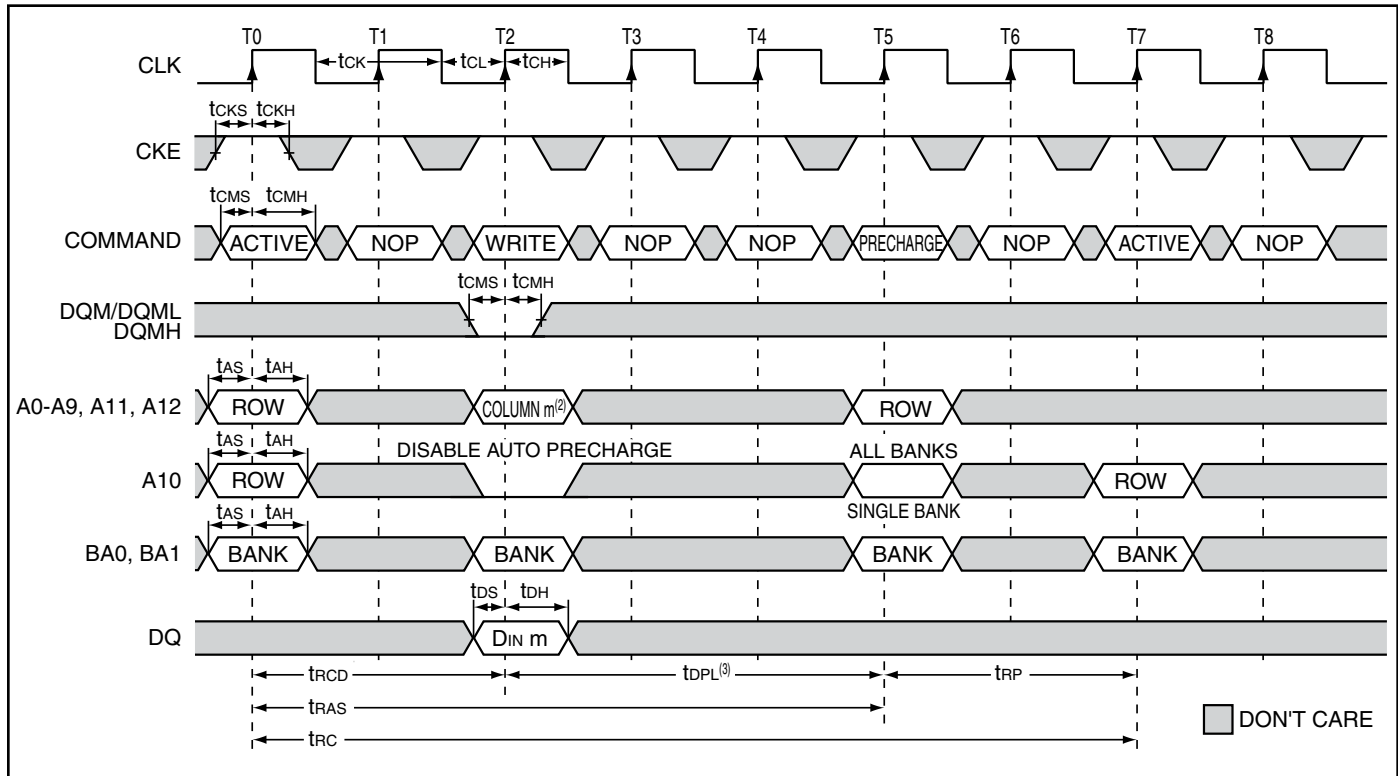 T0 T1 T2 T3 T4 T5 T6 T7 T8
CLK tCK tCL tCH
tCKS tCKH
CKE
tCMS tCMH
COMMAND ACTIVE NOP WRITE NOP NOP PRECHARGE NOP ACTIVE NOP
tCMS tCMH
DQM/DQML
DQMH
tAS tAH
A0-A9, A11, A12 ROW COLUMN m(2) ROW
tAS tAH DISABLE AUTO PRECHARGE ALL BANKS
A10 ROW ROW
tAS tAH SINGLE BANK
BA0, BA1 BANK BANK BANK BANK
tDS tDH
DQ DIN m
tRCD tDPL(3) tRP
tRAS
DON'T CARE
tRC